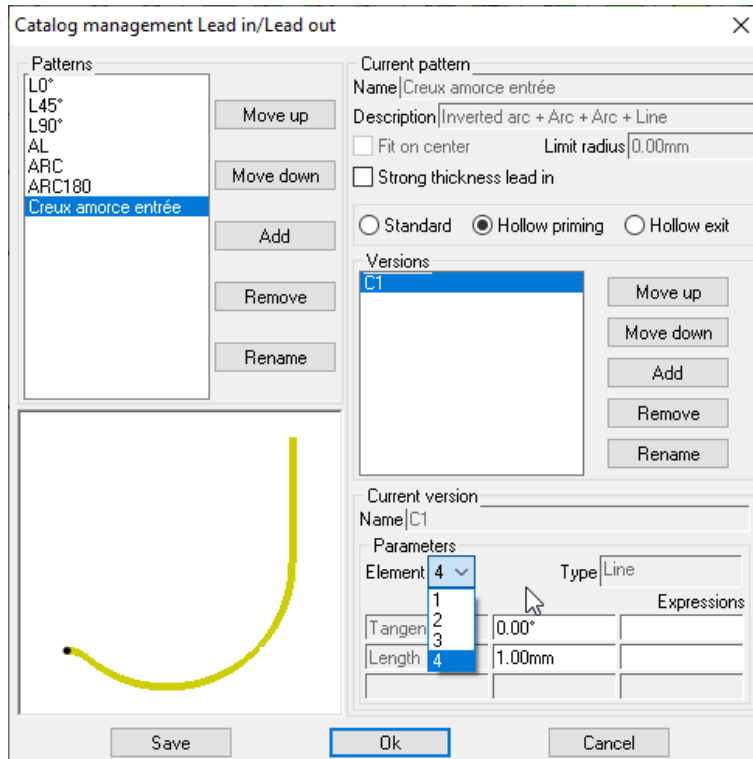 Catalog management Lead in/Lead out
Patterns
L0°
L45°
L90°
AL
ARC
ARC180
Creux amorce entrée
Move up
Move down
Add
Remove
Rename
Current pattern
Name Creux amorce entrée
Description Inverted arc + Arc + Arc + Line
Fit on center Limit radius 0.00mm
Strong thickness lead in
Standard Hollow priming Hollow exit
Versions
C1
Move up
Move down
Add
Remove
Rename
Current version
Name C1
Parameters
Element 4 Type Line
1
2
3
4
Expressions
Tangen 0.00°
Length 1.00mm
Save Ok Cancel